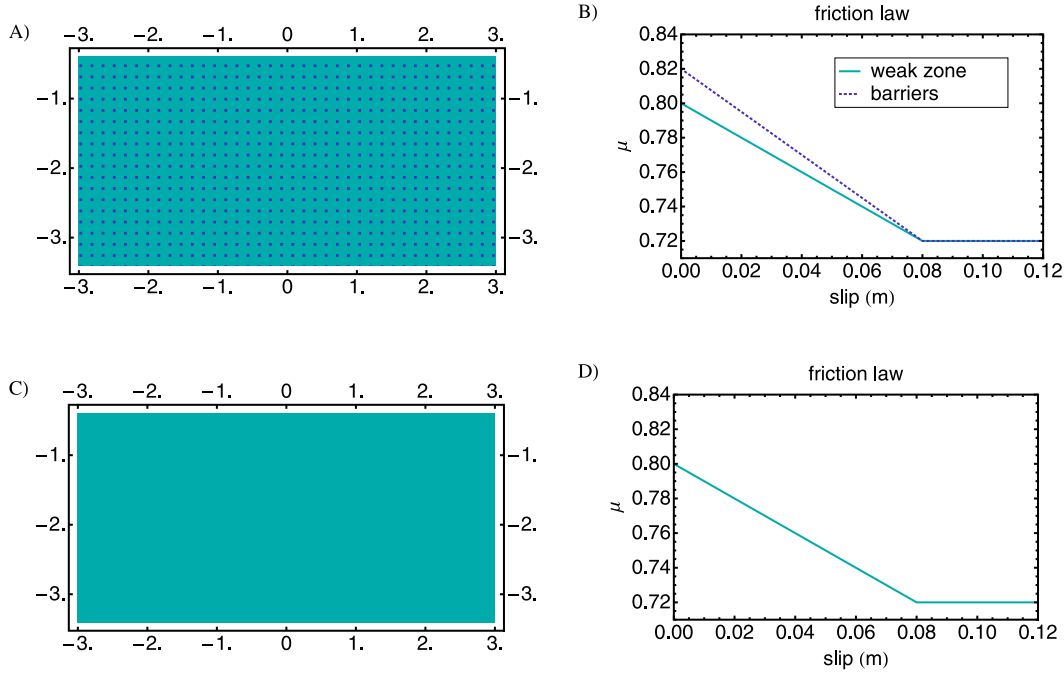 A)
−3. −2. −1. 0 1. 2. 3.
−1. −1.
−2. −2.
−3. −3.
−3. −2. −1. 0 1. 2. 3.
B)
friction law
0.84
0.82
0.80
0.78
0.76
0.74
0.72
μ
weak zone
barriers
0.00 0.02 0.04 0.06 0.08 0.10 0.12
slip (m)
C)
−3. −2. −1. 0 1. 2. 3.
−1. −1.
−2. −2.
−3. −3.
−3. −2. −1. 0 1. 2. 3.
D)
friction law
0.84
0.82
0.80
0.78
0.76
0.74
0.72
μ
0.00 0.02 0.04 0.06 0.08 0.10 0.12
slip (m)